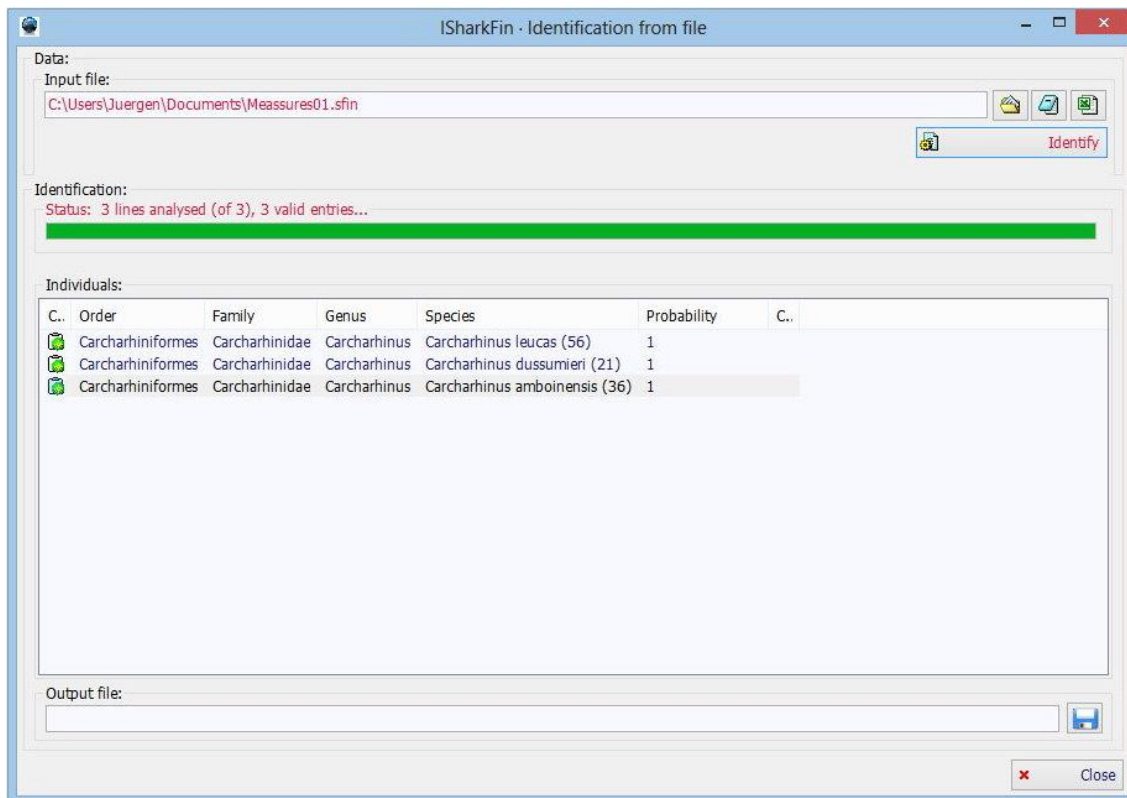 ISharkFin · Identification from file
Data:
Input file:
C:\Users\Juergen\Documents\Meassures01.sfin
Identify
Identification:
Status: 3 lines analysed (of 3), 3 valid entries...
Individuals:
C.. Order Family Genus Species Probability C..
Carcharhiniformes Carcharhinidae Carcharhinus Carcharhinus leucas (56) 1
Carcharhiniformes Carcharhinidae Carcharhinus Carcharhinus dussumieri (21) 1
Carcharhiniformes Carcharhinidae Carcharhinus Carcharhinus amboinensis (36) 1
Output file:
Close